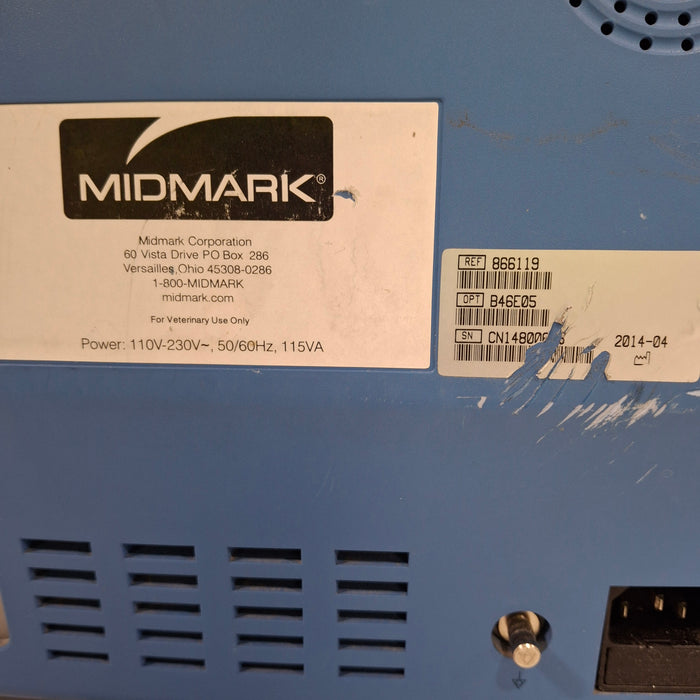 MIDMARK®
Midmark Corporation
60 Vista Drive PO Box 286
Versailles, Ohio 45308-0286
1-800-MIDMARK
midmark.com
For Veterinary Use Only
Power: 110V-230V~, 50/60Hz, 115VA
REF 866119
OPT B46E05
SN
2014-04